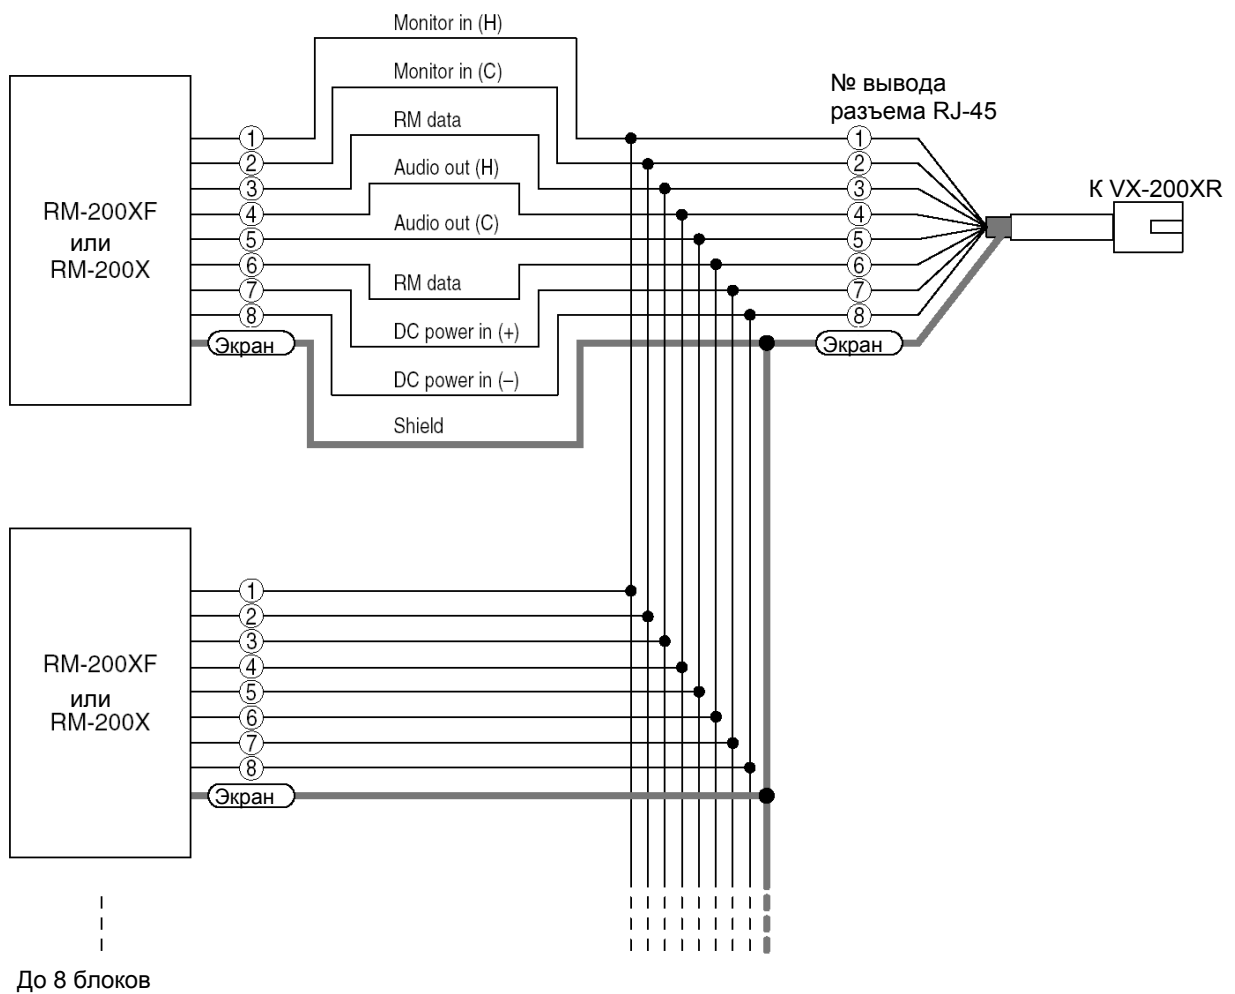 Monitor in (H)
Monitor in (C)
RM data
Audio out (H)
Audio out (C)
RM data
DC power in (+)
DC power in (–)
Shield
№ вывода
разъема RJ-45
К VX-200XR
RM-200XF
или
RM-200X
1
2
3
4
5
6
7
8
Экран
1
2
3
4
5
6
7
8
Экран
RM-200XF
или
RM-200X
1
2
3
4
5
6
7
8
Экран
До 8 блоков